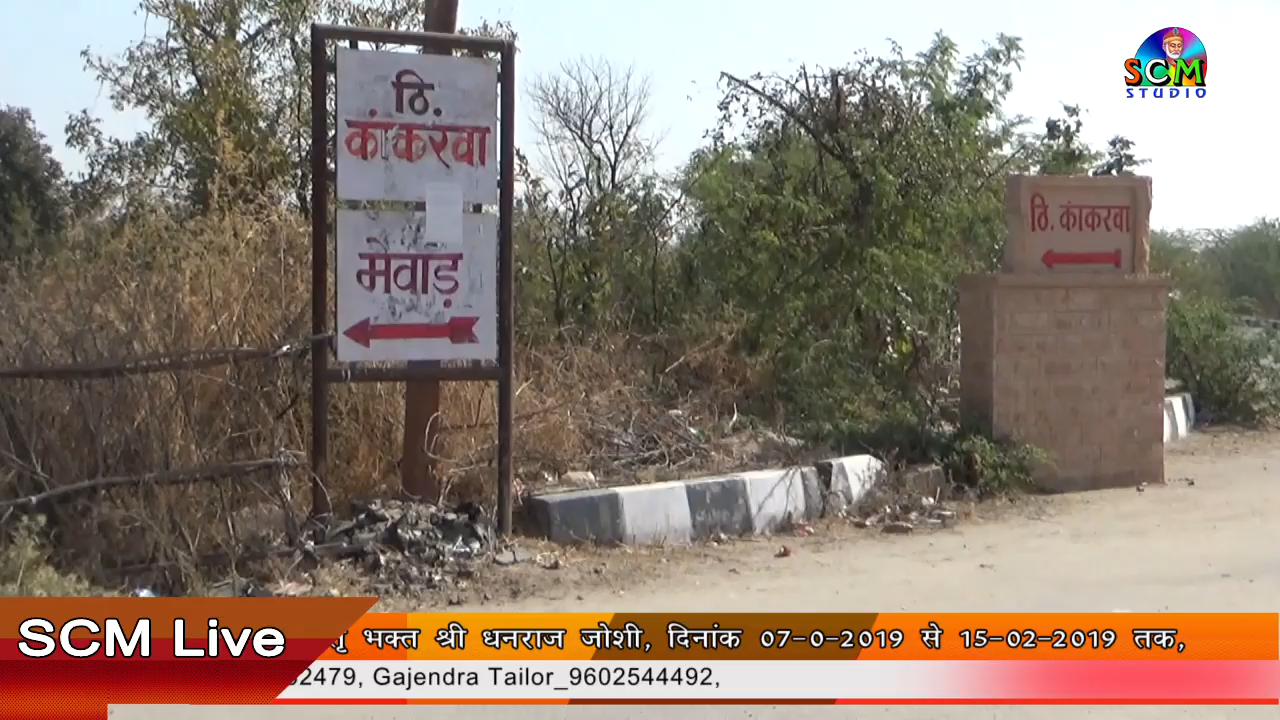 ठि.
कांकरवा
मेवाड़
ठि. कांकरवा
SCM
STUDIO
SCM Live
भक्त श्री धनराज जोशी, दिनांक 07-0-2019 से 15-02-2019 तक,
2479, Gajendra Tailor_9602544492,